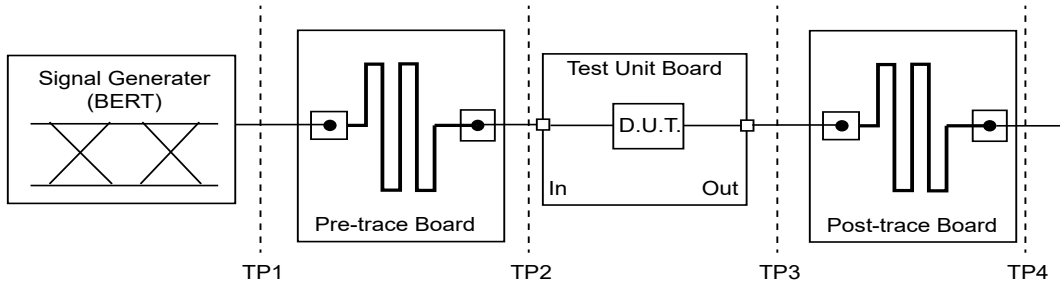 Signal Generater
(BERT)
Pre-trace Board
Test Unit Board
D.U.T.
In
Out
Post-trace Board
TP1
TP2
TP3
TP4